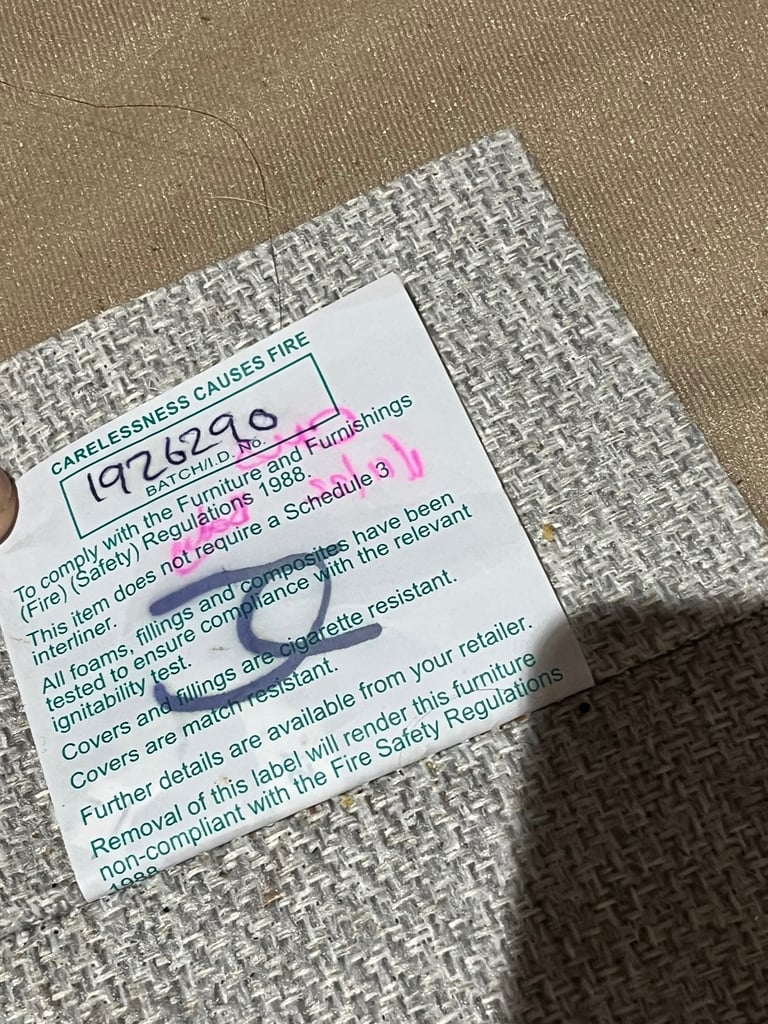 CARELESSNESS CAUSES FIRE
1926290
BATCH/I.D. No.
To comply with the Furniture and Furnishings
(Fire) (Safety) Regulations 1988.
This item does not require a Schedule 3
interliner.
All foams, fillings and composites have been
tested to ensure compliance with the relevant
ignitability test.
Covers and fillings are cigarette resistant.
Covers are match resistant.
Further details are available from your retailer.
Removal of this label will render this furniture
non-compliant with the Fire Safety Regulations
1988